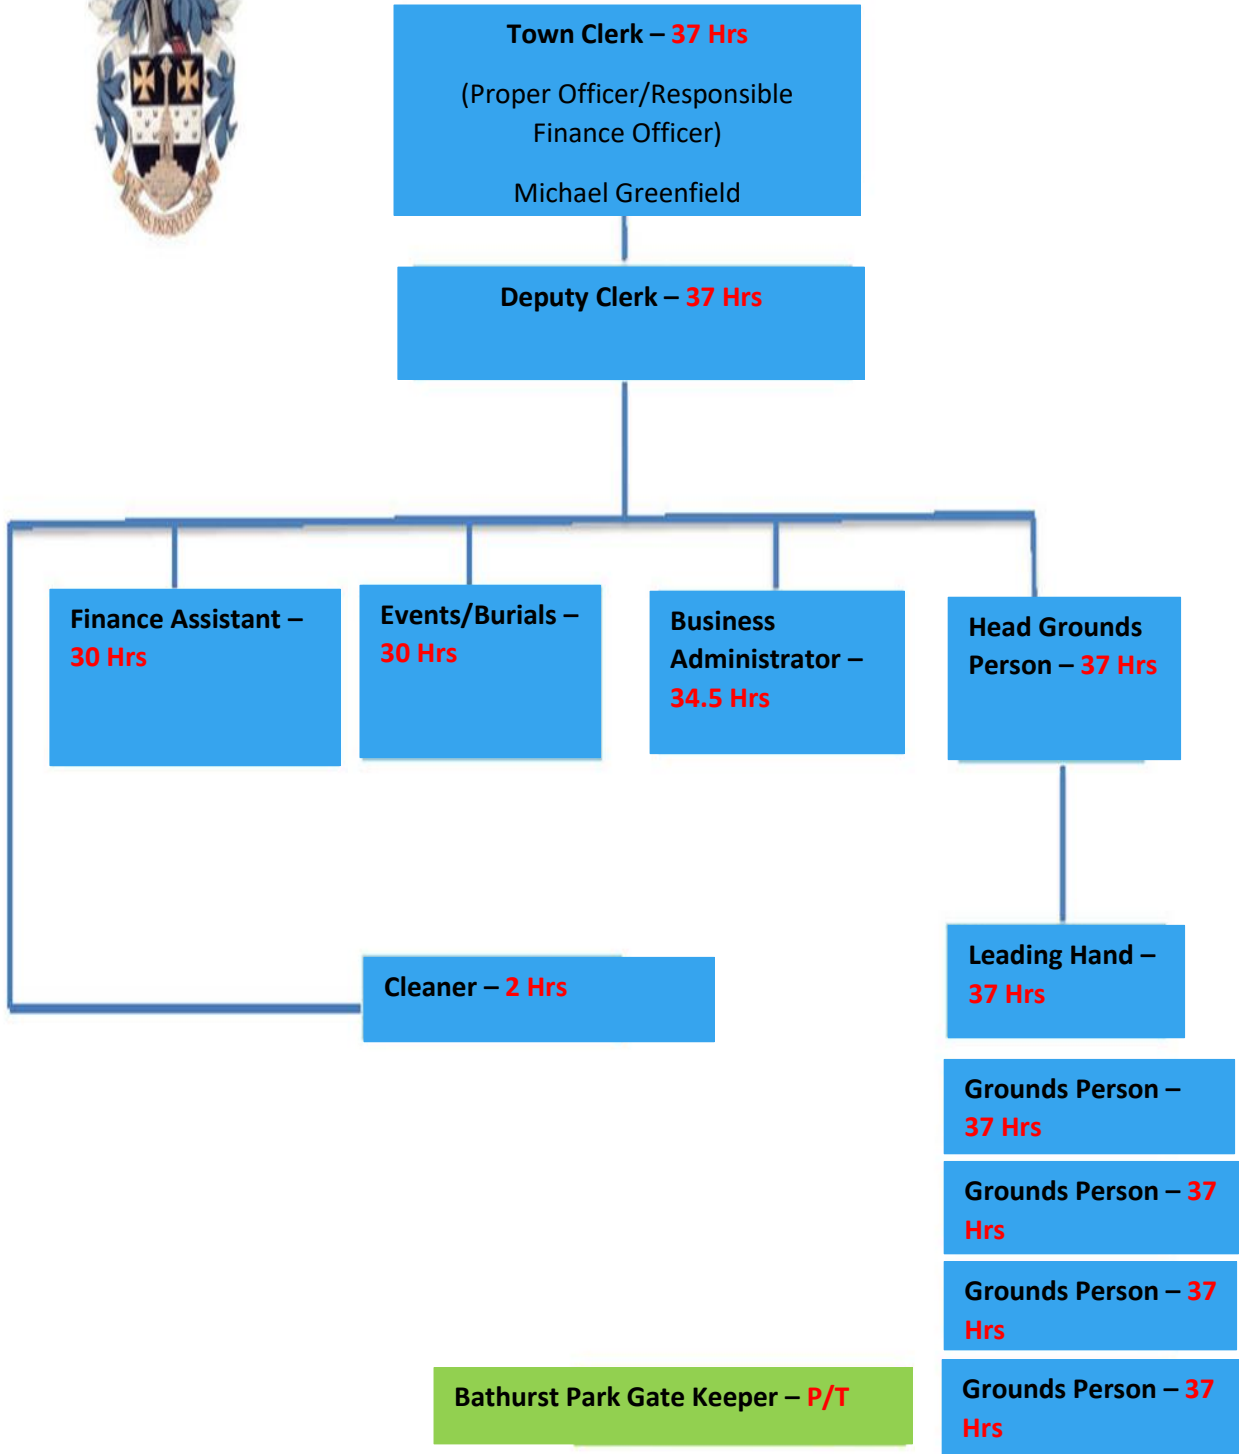 Town Clerk – 37 Hrs
(Proper Officer/Responsible
Finance Officer)
Michael Greenfield
Deputy Clerk – 37 Hrs
Finance Assistant –
30 Hrs
Events/Burials –
30 Hrs
Business
Administrator –
34.5 Hrs
Head Grounds
Person – 37 Hrs
Cleaner – 2 Hrs
Leading Hand –
37 Hrs
Grounds Person –
37 Hrs
Grounds Person – 37
Hrs
Grounds Person – 37
Hrs
Bathurst Park Gate Keeper – P/T
Grounds Person – 37
Hrs